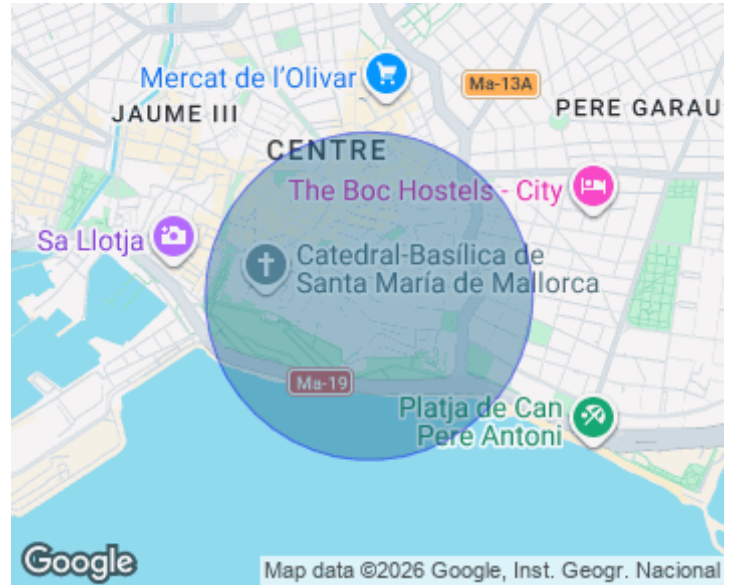 Mercat de l'Olivar
Ma-13A
JAUME III
PERE GARAU
CENTRE
The Boc Hostels - City
Sa Llotja
Catedral-Basílica de
Santa María de Mallorca
Ma-19
Platja de Can
Pere Antoni
Google
Map data ©2026 Google, Inst. Geogr. Nacional